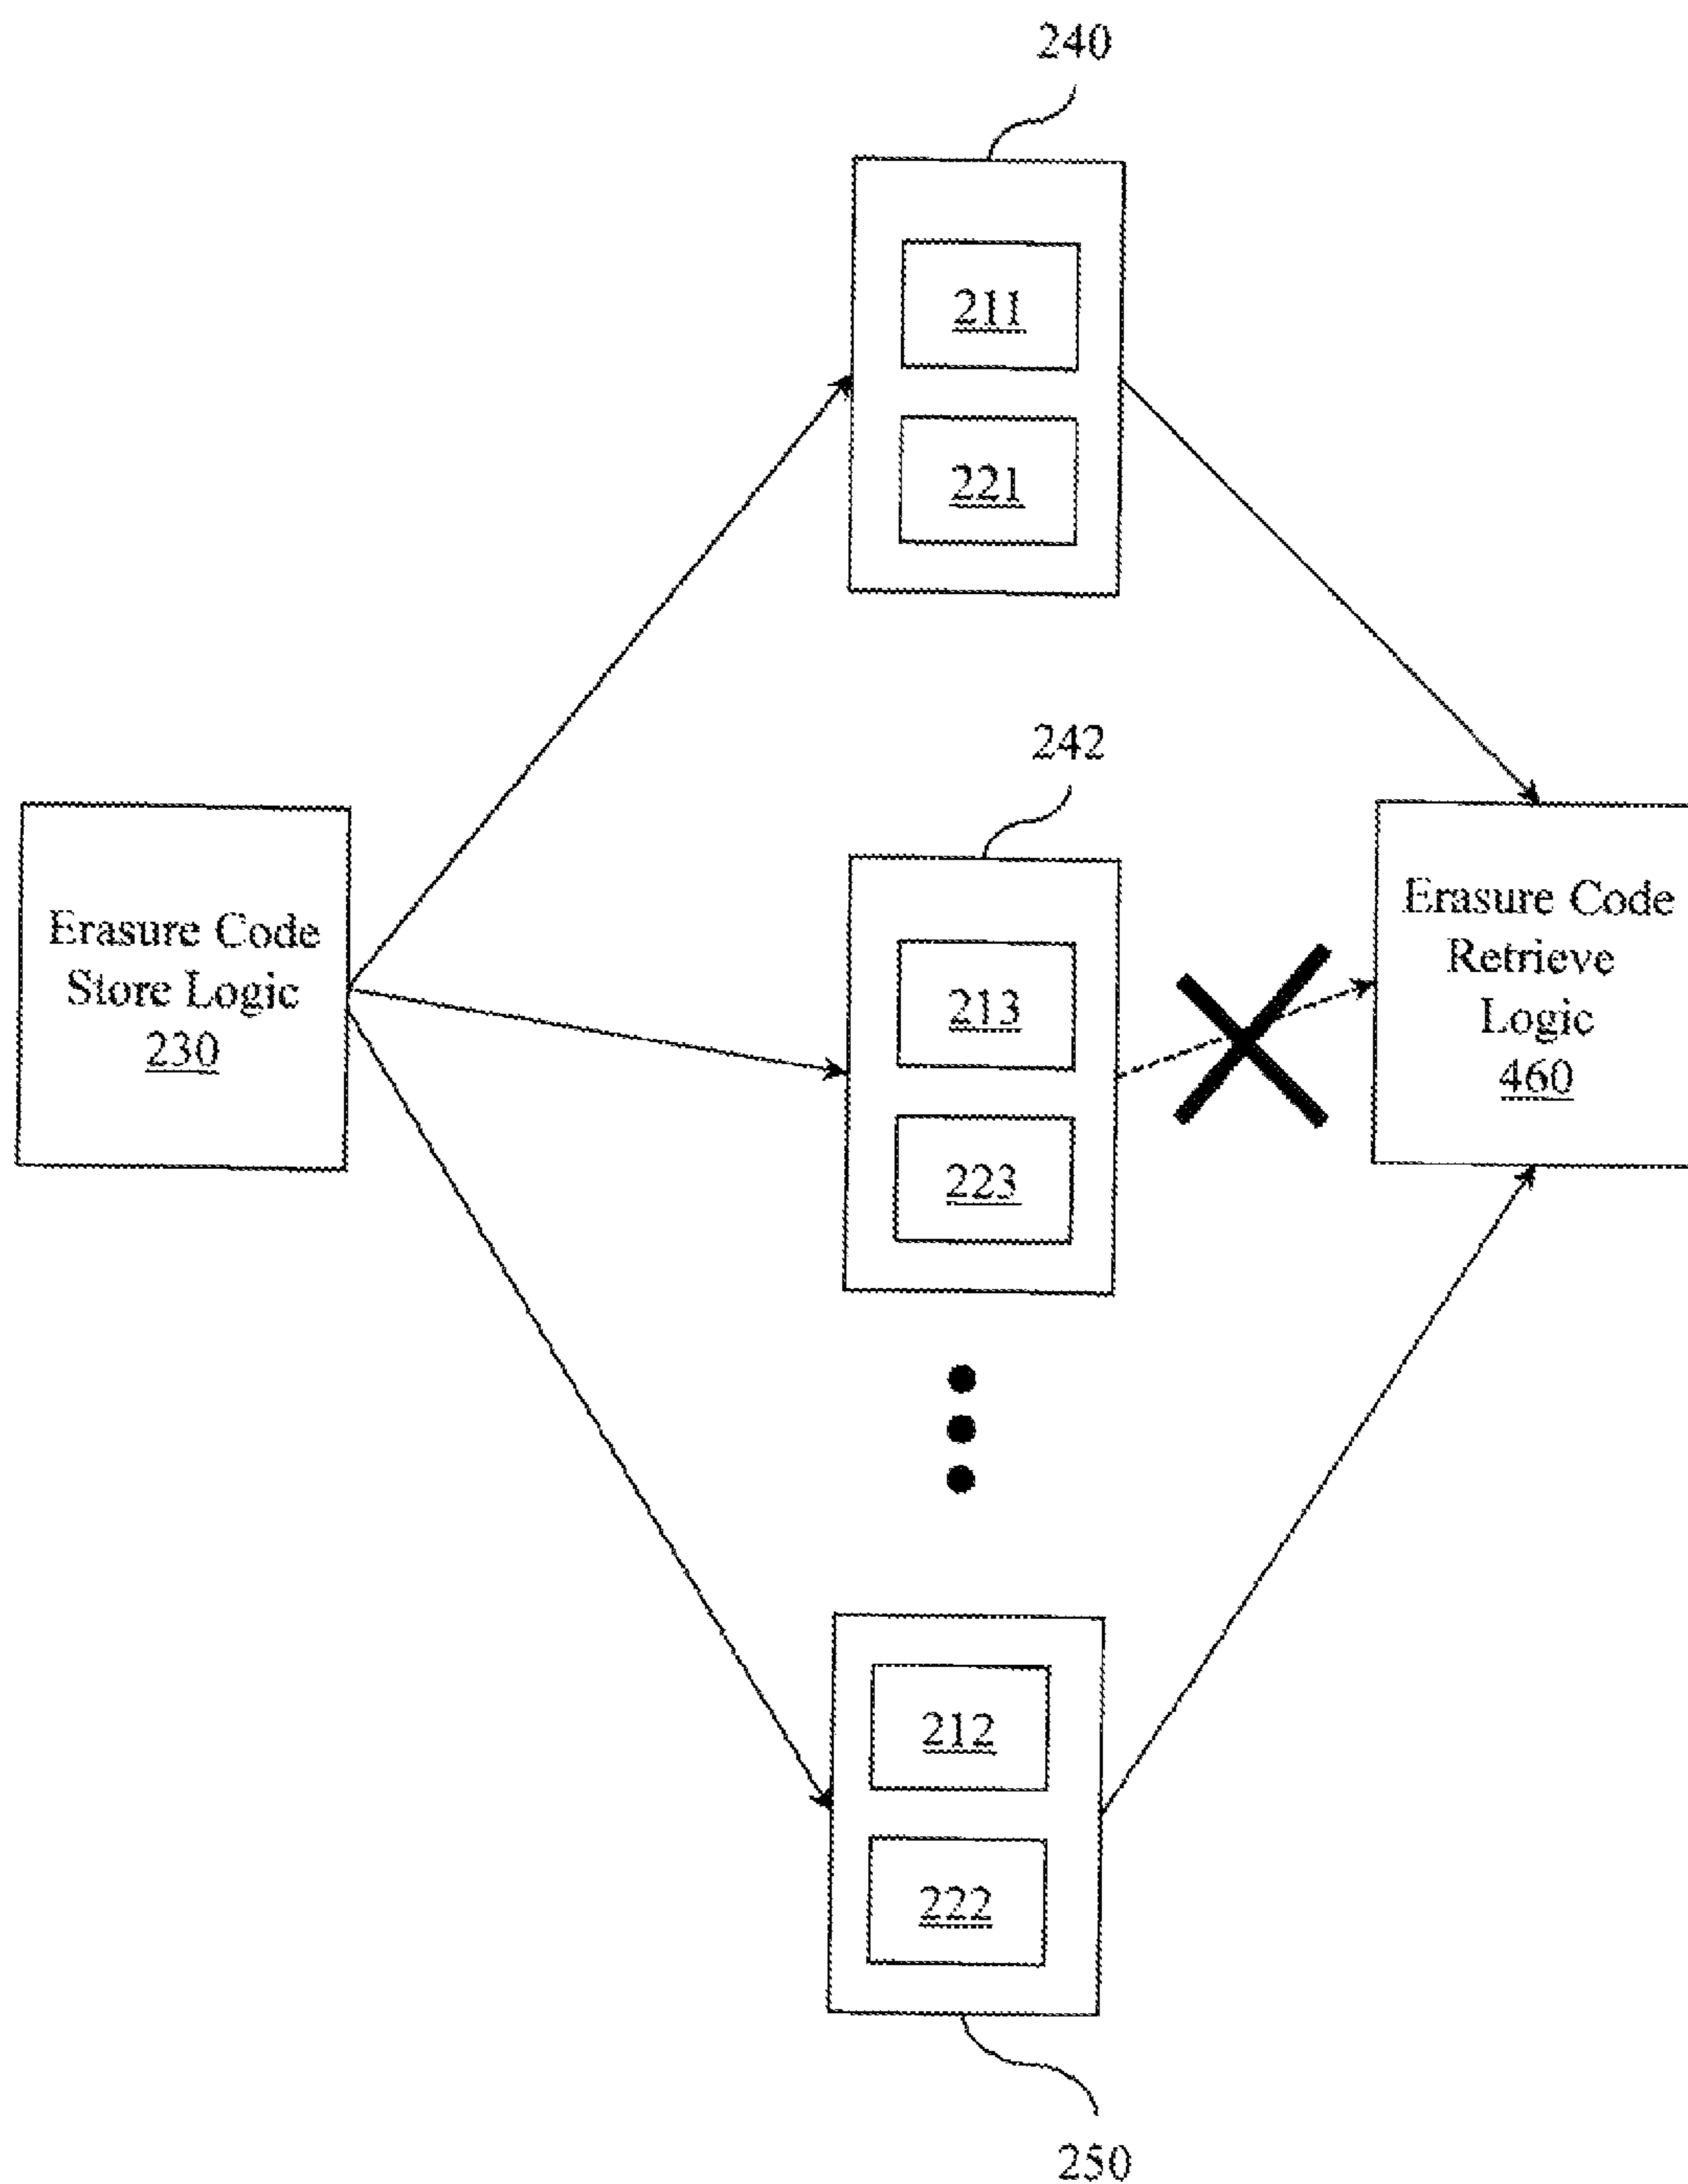 240
211
221
242
Erasure Code
Store Logic
230
213
223
Erasure Code
Retrieve
Logic
460
212
222
250